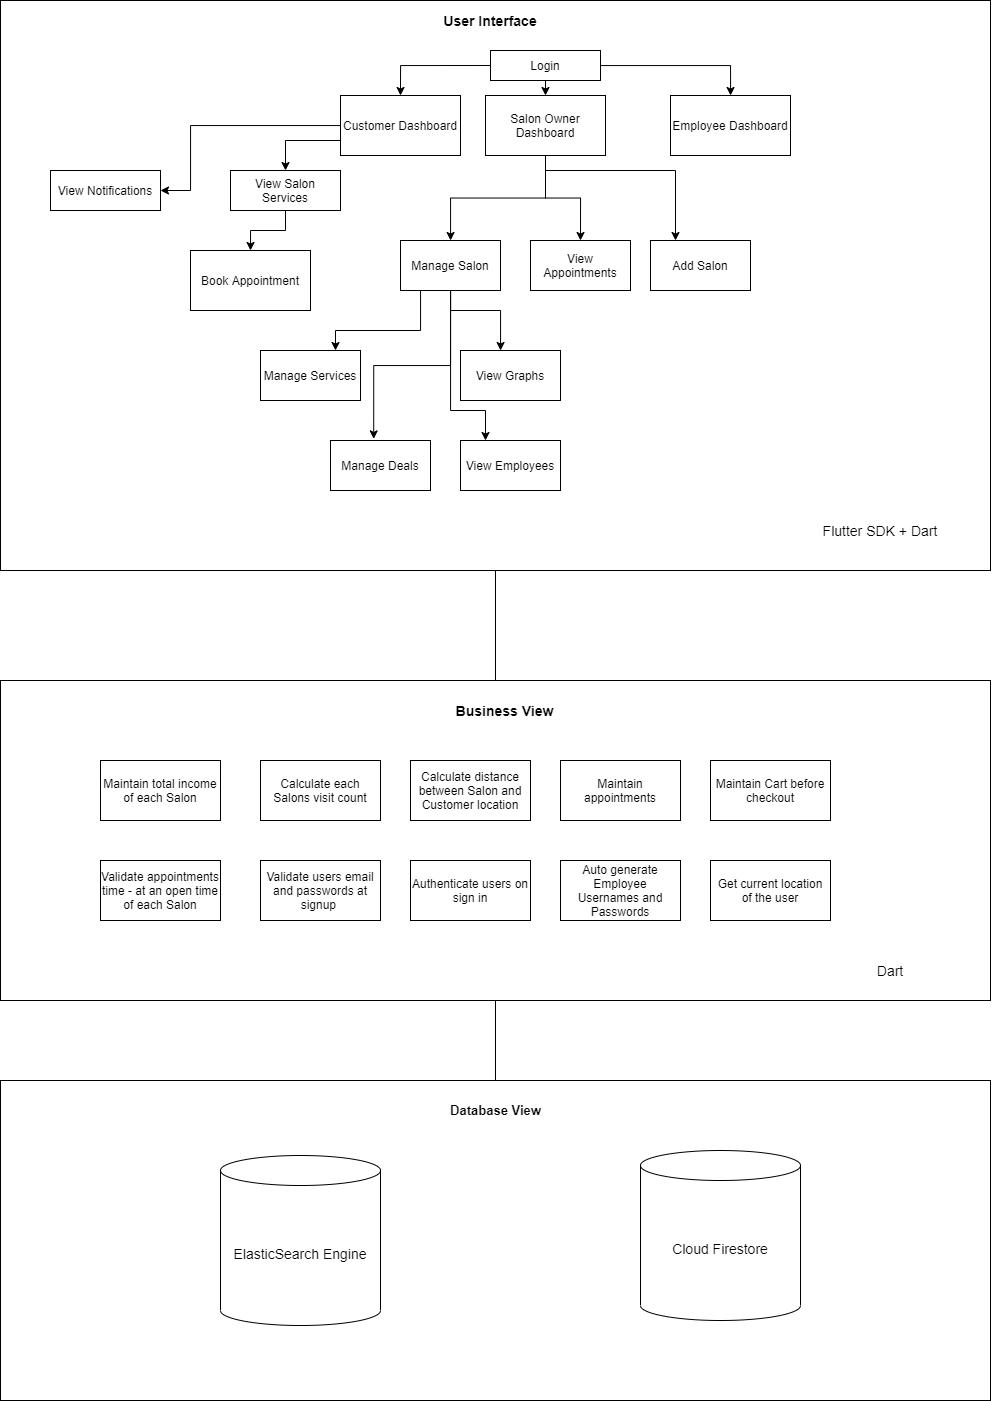 User Interface
Login
Customer Dashboard
Salon Owner
Dashboard
Employee Dashboard
View Notifications
View Salon
Services
Book Appointment
Manage Salon
View
Appointments
Add Salon
Manage Services
View Graphs
Manage Deals
View Employees
Flutter SDK + Dart
Business View
Maintain total income
of each Salon
Calculate each
Salons visit count
Calculate distance
between Salon and
Customer location
Maintain
appointments
Maintain Cart before
checkout
Validate appointments
time - at an open time
of each Salon
Validate users email
and passwords at
signup
Authenticate users on
sign in
Auto generate
Employee
Usernames and
Passwords
Get current location
of the user
Dart
Database View
ElasticSearch Engine
Cloud Firestore